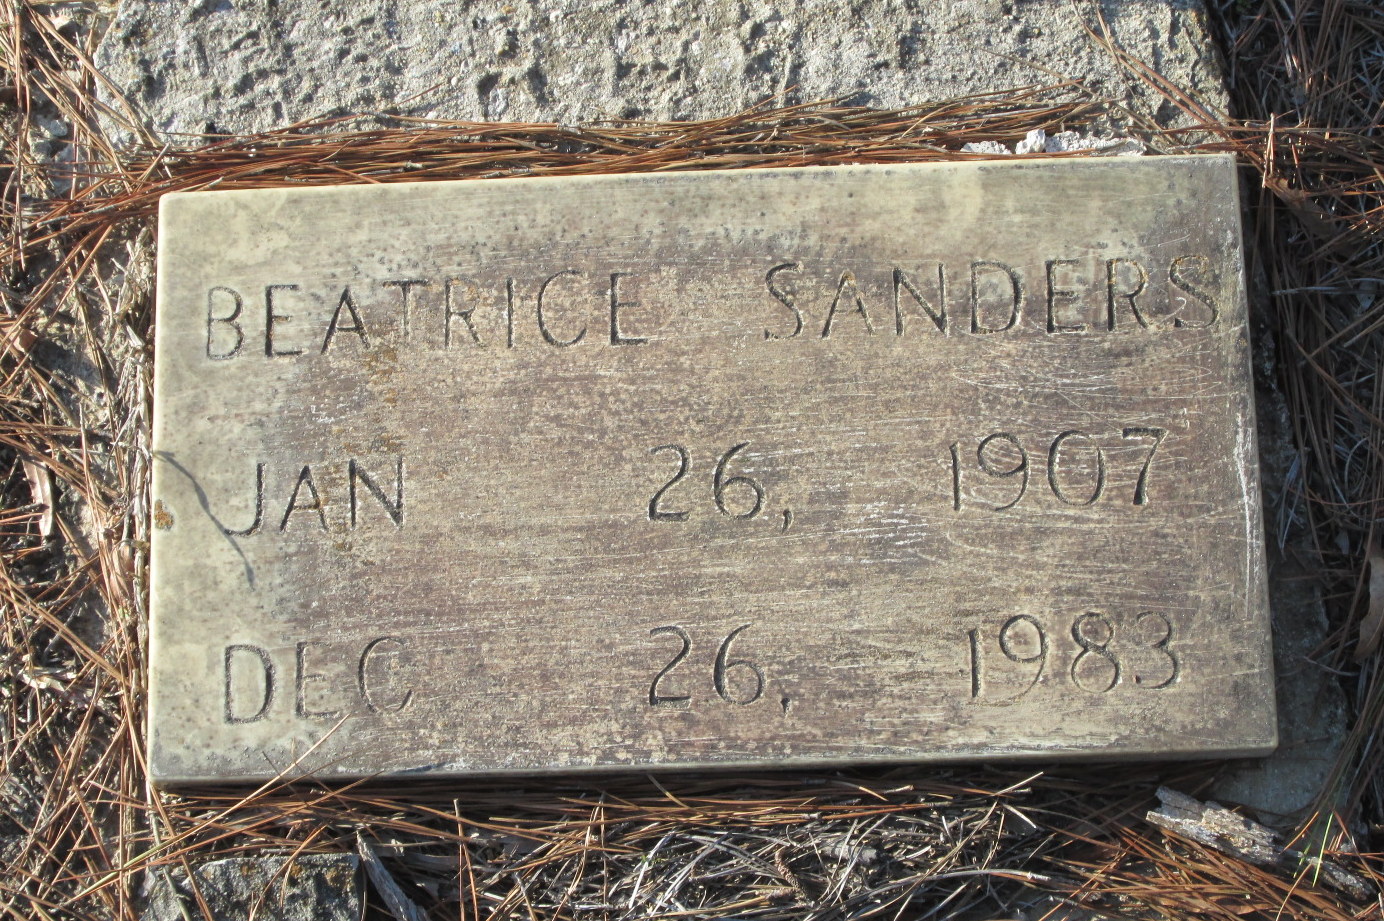 BEATRICE SANDERS
JAN 26, 1907
DEC 26, 1983